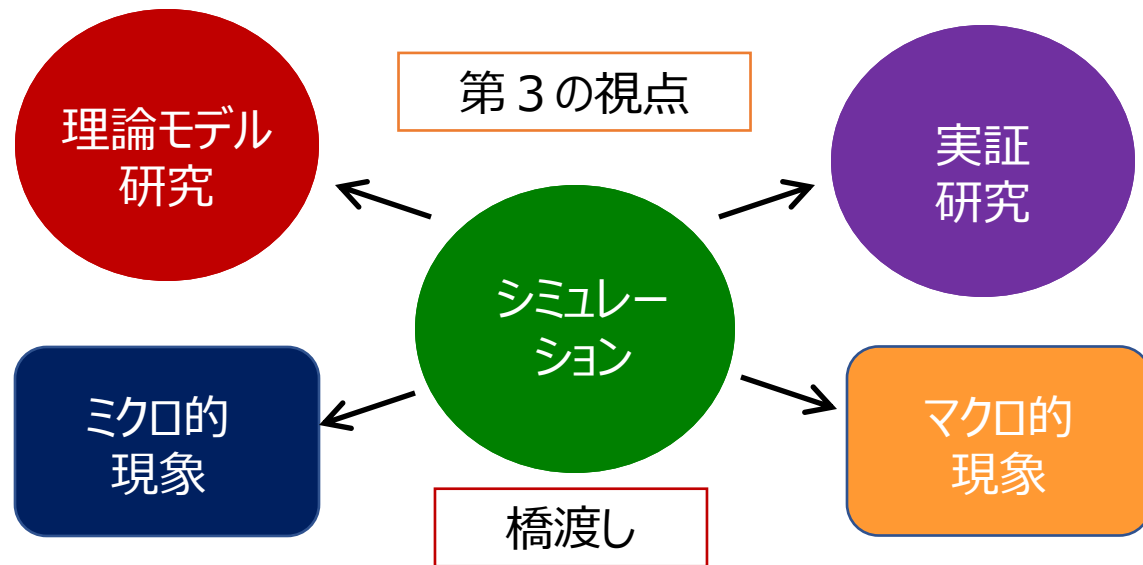 理論モデル
研究
第３の視点
実証
研究
シミュレー
ション
ミクロ的
現象
マクロ的
現象
橋渡し